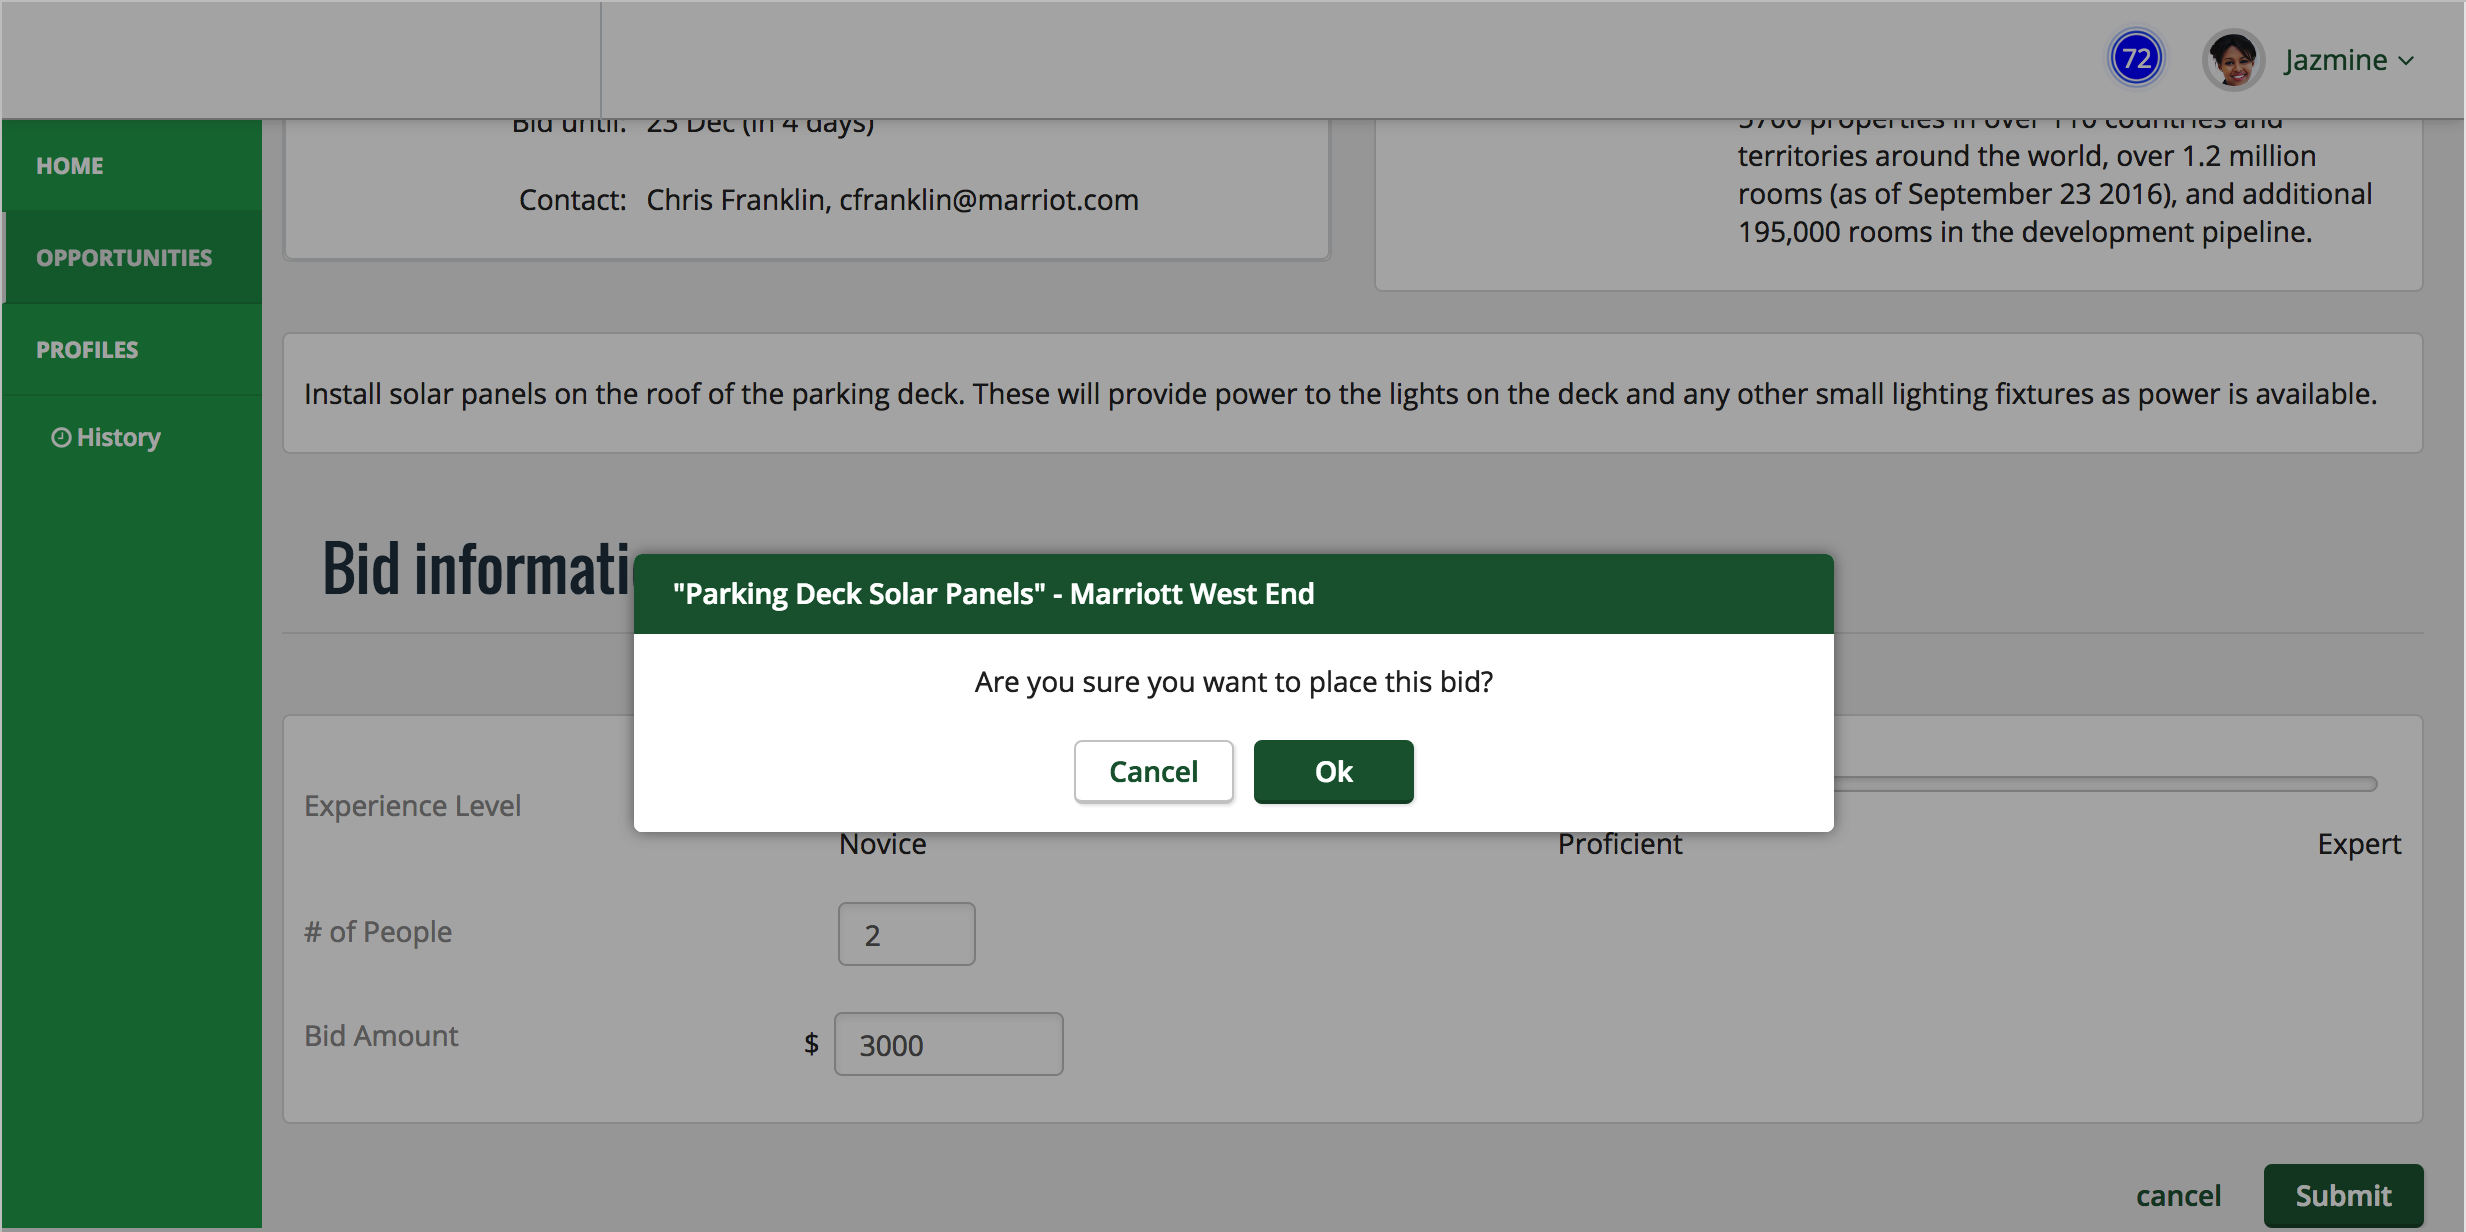 72
Jazmine
HOME
OPPORTUNITIES
PROFILES
History
Bid until: 23 Dec (in 4 days)
Contact: Chris Franklin, cfranklin@marriot.com
5700 properties in over 110 countries and
territories around the world, over 1.2 million
rooms (as of September 23 2016), and additional
195,000 rooms in the development pipeline.
Install solar panels on the roof of the parking deck. These will provide power to the lights on the deck and any other small lighting fixtures as power is available.
Bid informati
"Parking Deck Solar Panels" - Marriott West End
Are you sure you want to place this bid?
Cancel Ok
Experience Level
Novice Proficient Expert
# of People 2
Bid Amount $ 3000
cancel Submit